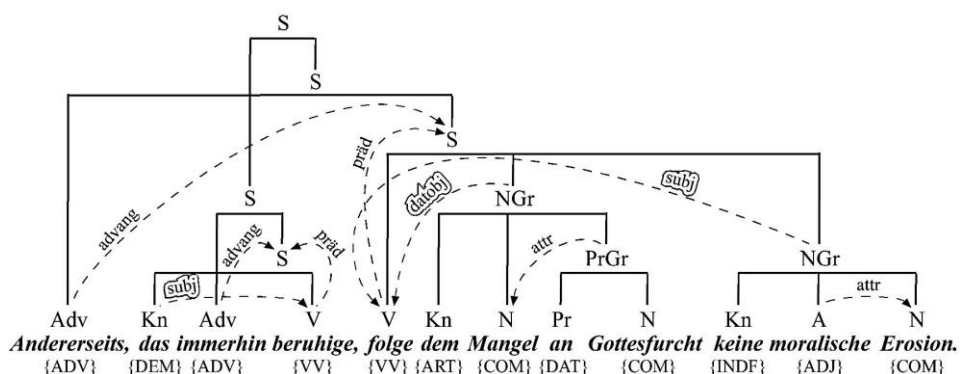 S
S
S
präd
datobj
subj
advang
S
NGr
advang
S
präd
attr
PrGr
NGr
subj
attr
Adv Kn Adv V V Kn N Pr N Kn A N
Andererseits, das immerhin beruhige, folge dem Mangel an Gottesfurcht keine moralische Erosion.
{ADV} {DEM} {ADV} {VV} {VV} {ART} {COM} {DAT} {COM} {INDF} {ADJ} {COM}